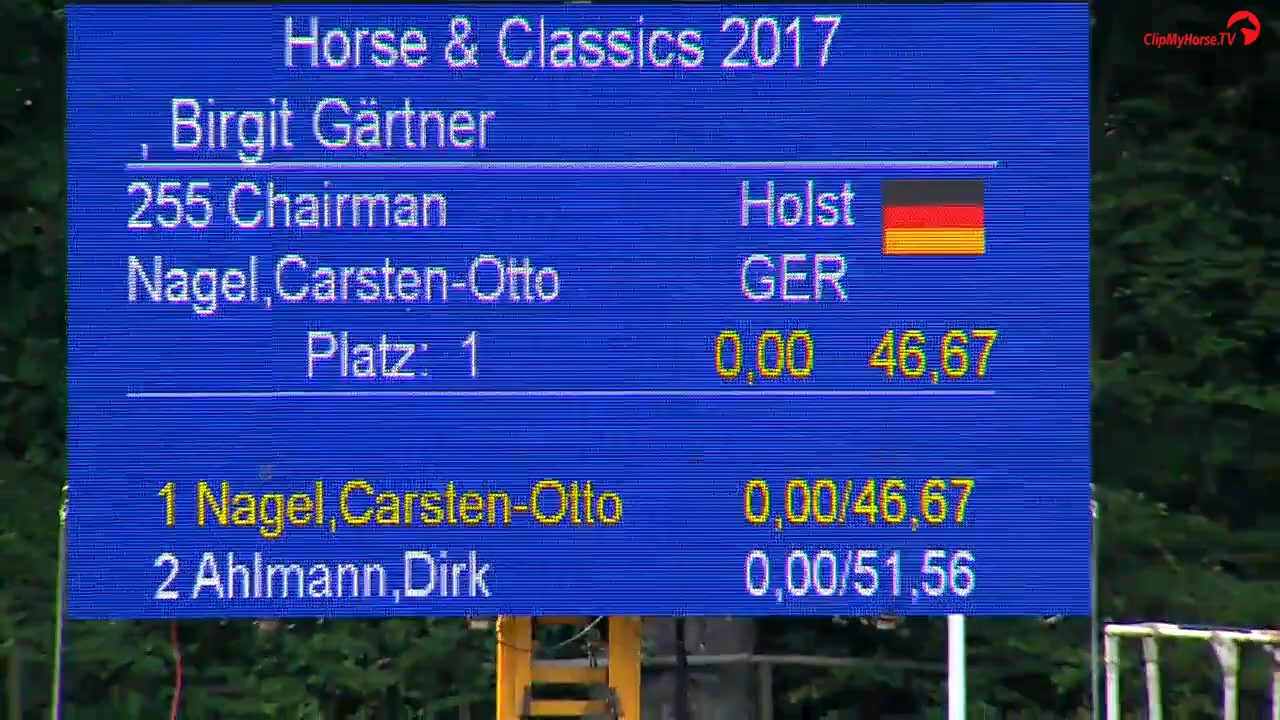 ClipMyHorse.TV
Horse & Classics 2017
, Birgit Gärtner
255 Chairman Holst
Nagel,Carsten-Otto GER
Platz: 1 0,00 46,67
1 Nagel,Carsten-Otto 0,00/46,67
2 Ahlmann,Dirk 0,00/51,56